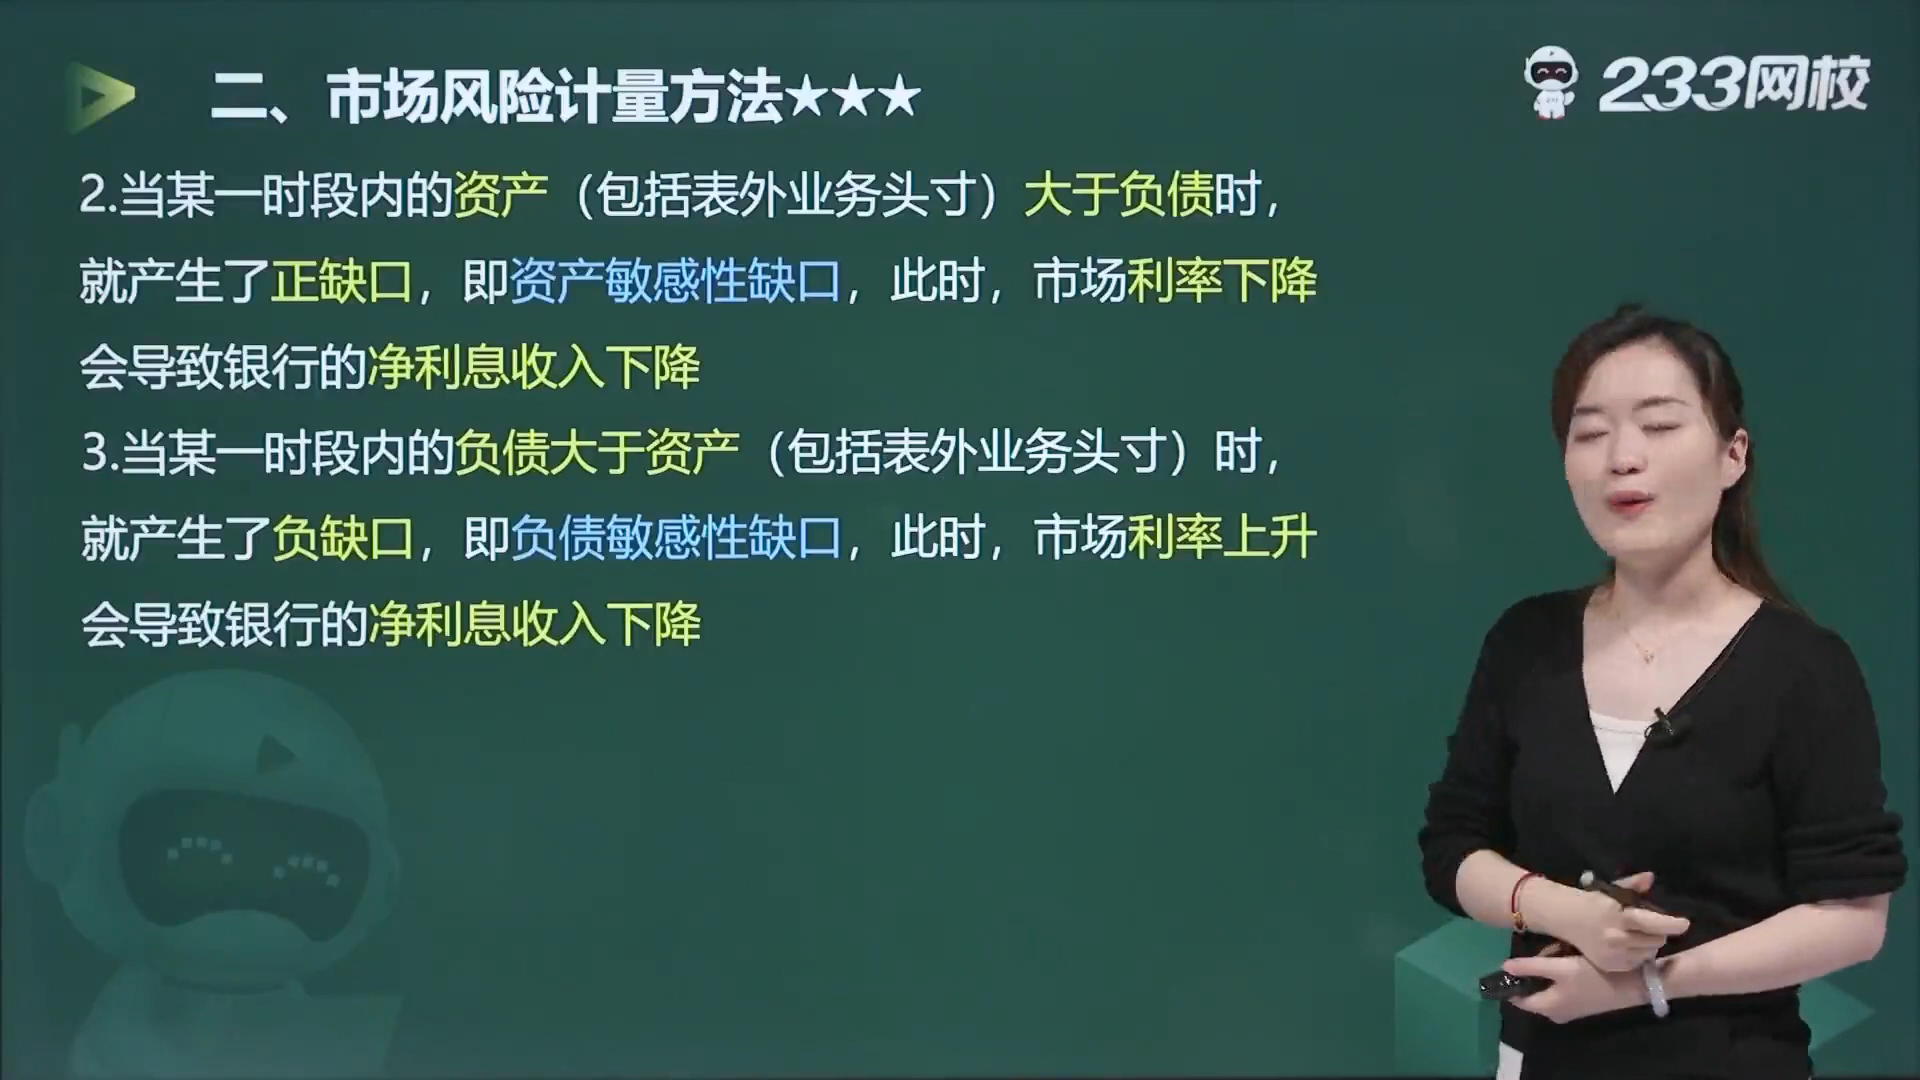 二、市场风险计量方法★★★
233网校
2.当某一时段内的资产（包括表外业务头寸）大于负债时，
就产生了正缺口，即资产敏感性缺口，此时，市场利率下降
会导致银行的净利息收入下降
3.当某一时段内的负债大于资产（包括表外业务头寸）时，
就产生了负缺口，即负债敏感性缺口，此时，市场利率上升
会导致银行的净利息收入下降